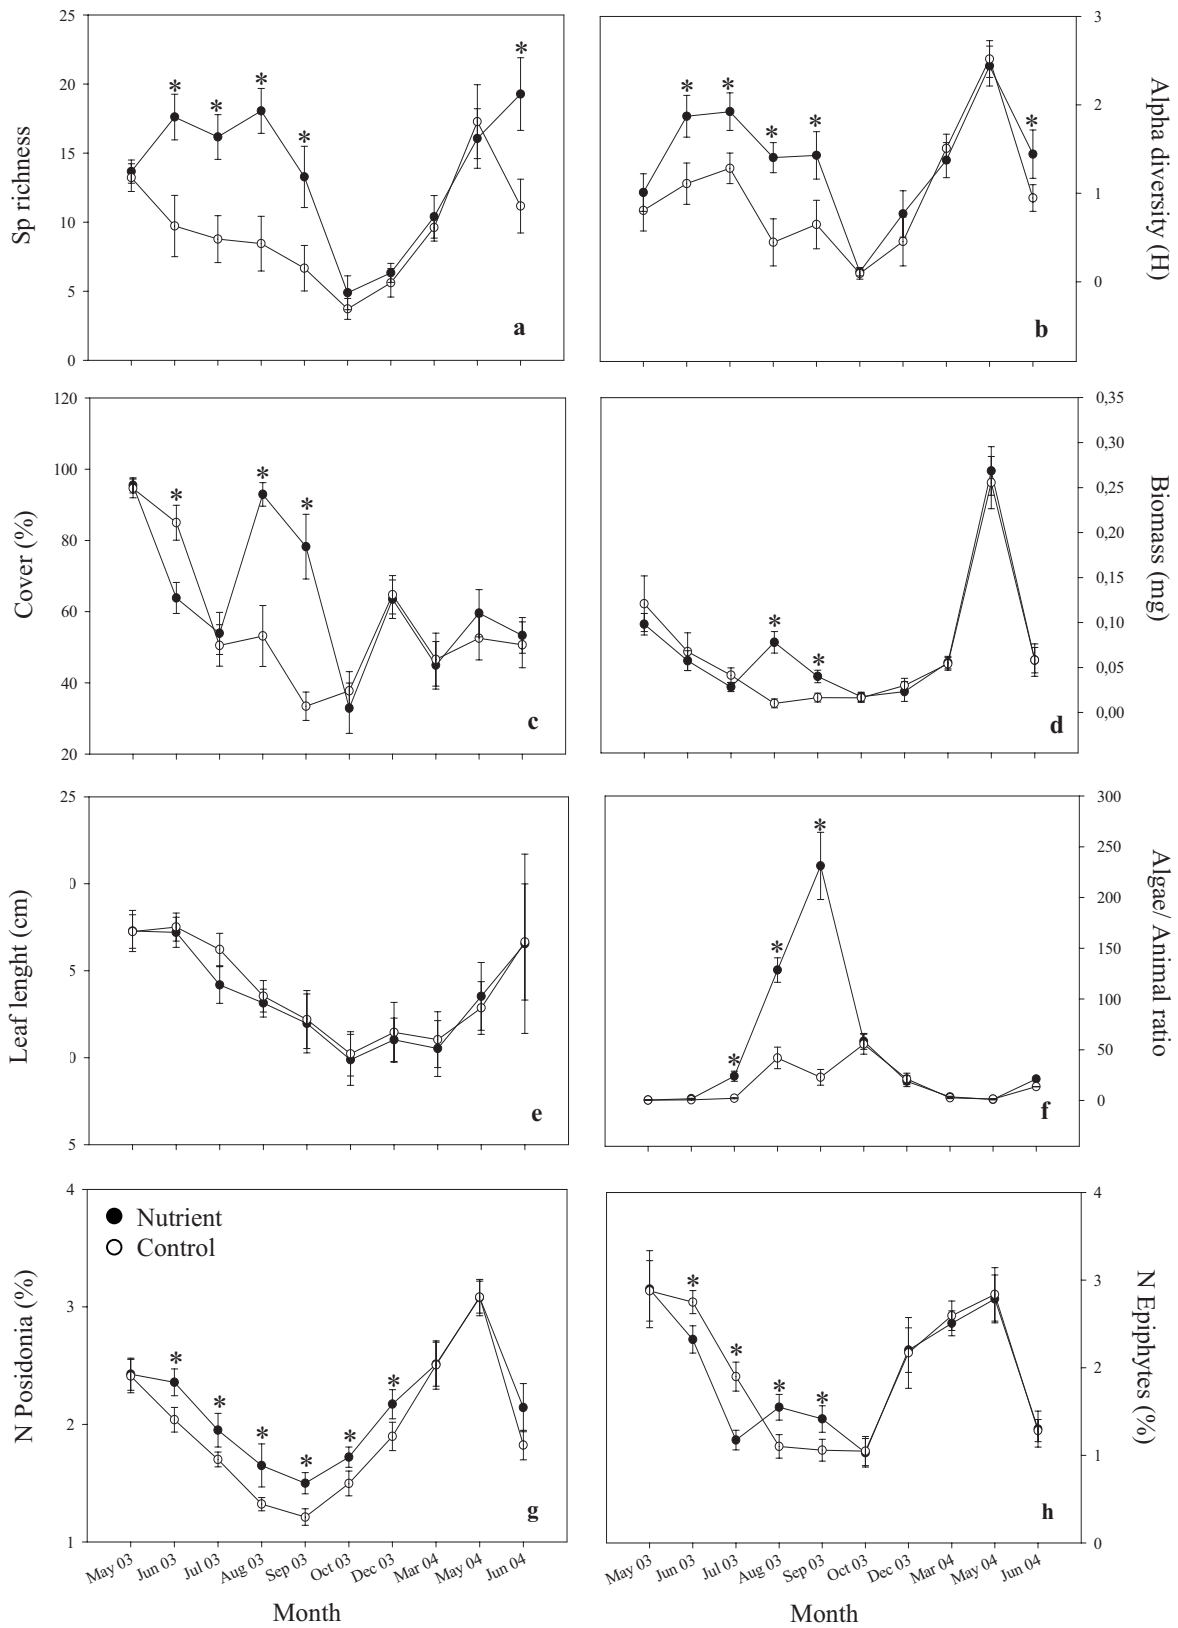 25
20
15
10
5
0
Sp richness
*
*
*
*
*
a
3
2
1
0
Alpha diversity (H)
*
*
*
*
*
b
120
100
80
60
40
20
Cover (%)
*
*
*
c
0,35
0,30
0,25
0,20
0,15
0,10
0,05
0,00
Biomass (mg)
*
*
d
25
0
5
0
5
Leaf lenght (cm)
e
300
250
200
150
100
50
0
Algae/ Animal ratio
*
*
*
f
4
3
2
1
N Posidonia (%)
Nutrient
Control
*
*
*
*
*
*
g
May 03
Jun 03
Jul 03
Aug 03
Sep 03
Oct 03
Dec 03
Mar 04
May 04
Jun 04
Month
4
3
2
1
0
N Epiphytes (%)
*
*
*
*
h
May 03
Jun 03
Jul 03
Aug 03
Sep 03
Oct 03
Dec 03
Mar 04
May 04
Jun 04
Month